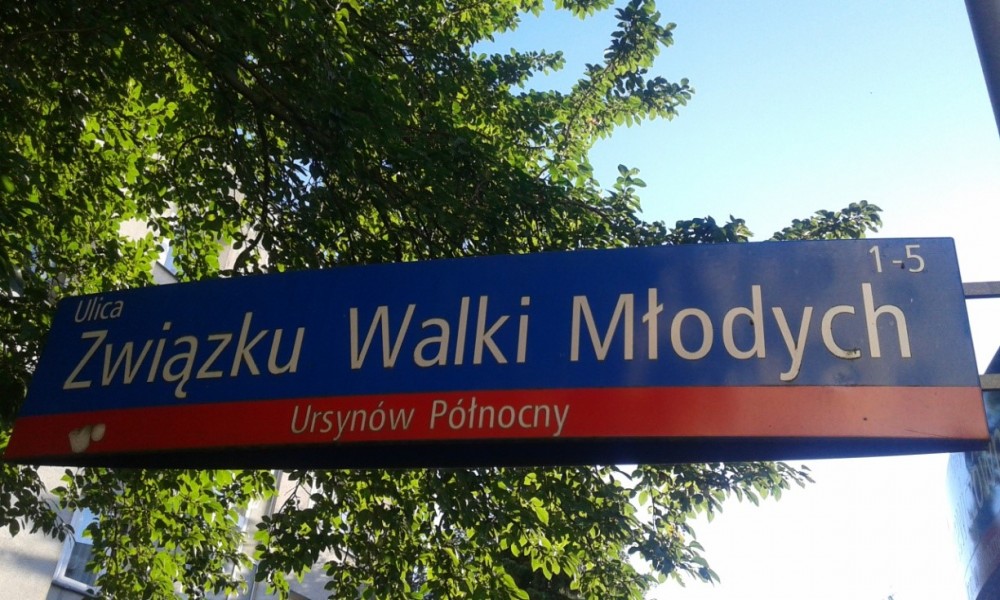 Ulica
1-5
Związku Walki Młodych
Ursynów Północny